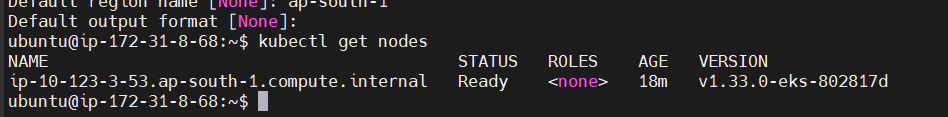 Default region name [None]: ap-south-1
Default output format [None]:
ubuntu@ip-172-31-8-68:~$ kubectl get nodes
NAME STATUS ROLES AGE VERSION
ip-10-123-3-53.ap-south-1.compute.internal Ready <none> 18m v1.33.0-eks-802817d
ubuntu@ip-172-31-8-68:~$